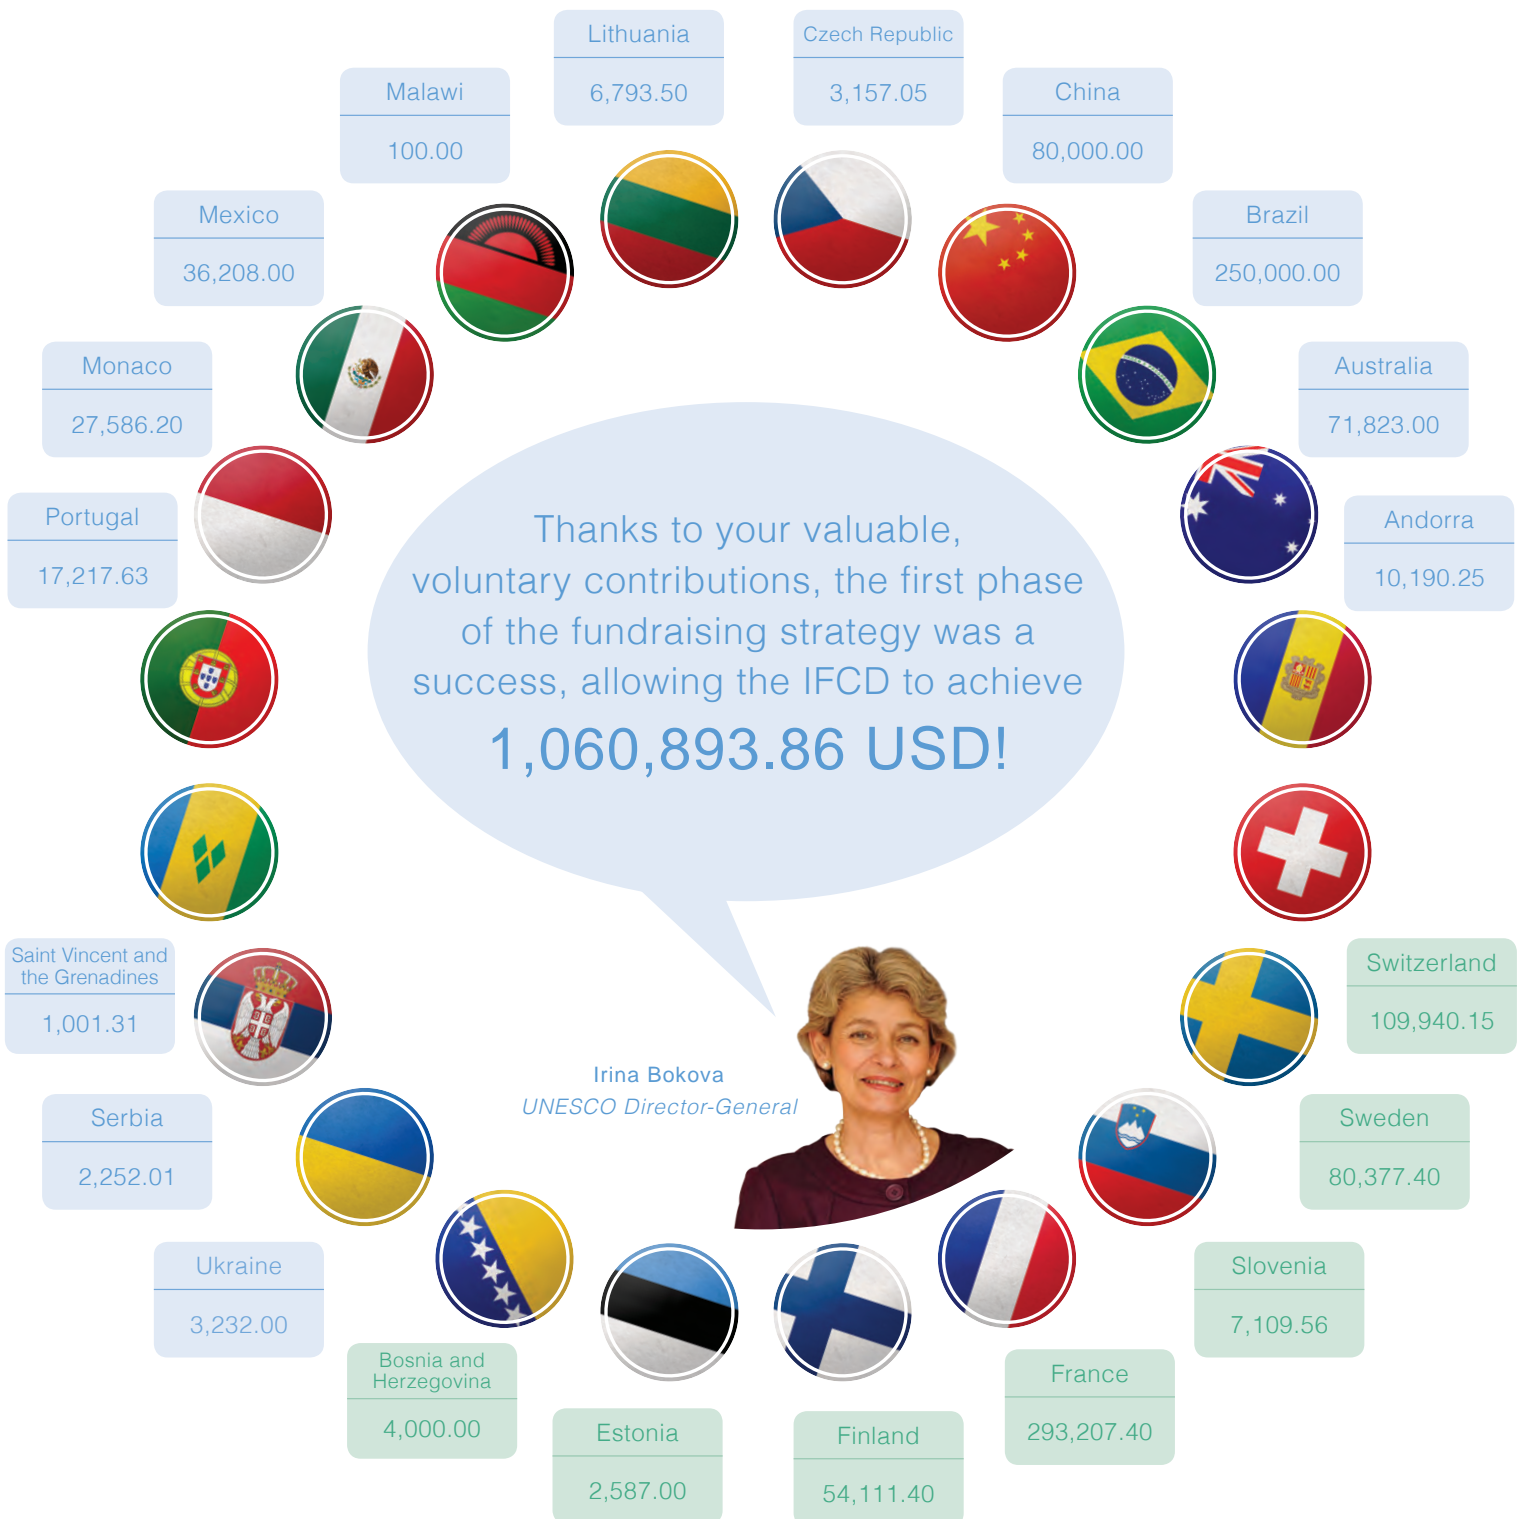 Lithuania
6,793.50
Czech Republic
3,157.05
Malawi
100.00
China
80,000.00
Mexico
36,208.00
Brazil
250,000.00
Monaco
27,586.20
Australia
71,823.00
Portugal
17,217.63
Andorra
10,190.25
Thanks to your valuable,
voluntary contributions, the first phase
of the fundraising strategy was a
success, allowing the IFCD to achieve
1,060,893.86 USD!
Saint Vincent and
the Grenadines
1,001.31
Switzerland
109,940.15
Irina Bokova
UNESCO Director-General
Serbia
2,252.01
Sweden
80,377.40
Ukraine
3,232.00
Slovenia
7,109.56
Bosnia and
Herzegovina
4,000.00
France
293,207.40
Estonia
2,587.00
Finland
54,111.40